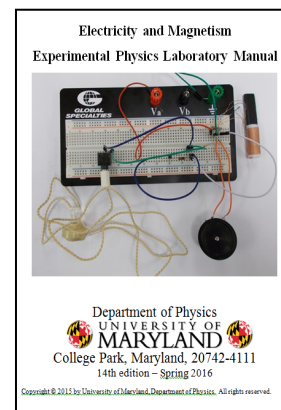 Electricity and Magnetism
Experimental Physics Laboratory Manual
GLOBAL
SPECIALTIES
Va
Vb
Department of Physics
UNIVERSITY OF
MARYLAND
College Park, Maryland, 20742-4111
14th edition – Spring 2016
Copyright © 2015 by University of Maryland, Department of Physics. All rights reserved.